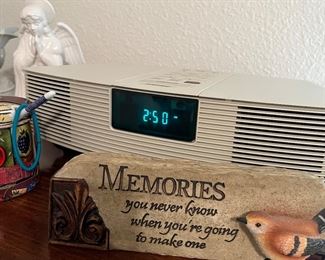 2:50
MEMORIES
you never know
when you're going
to make one